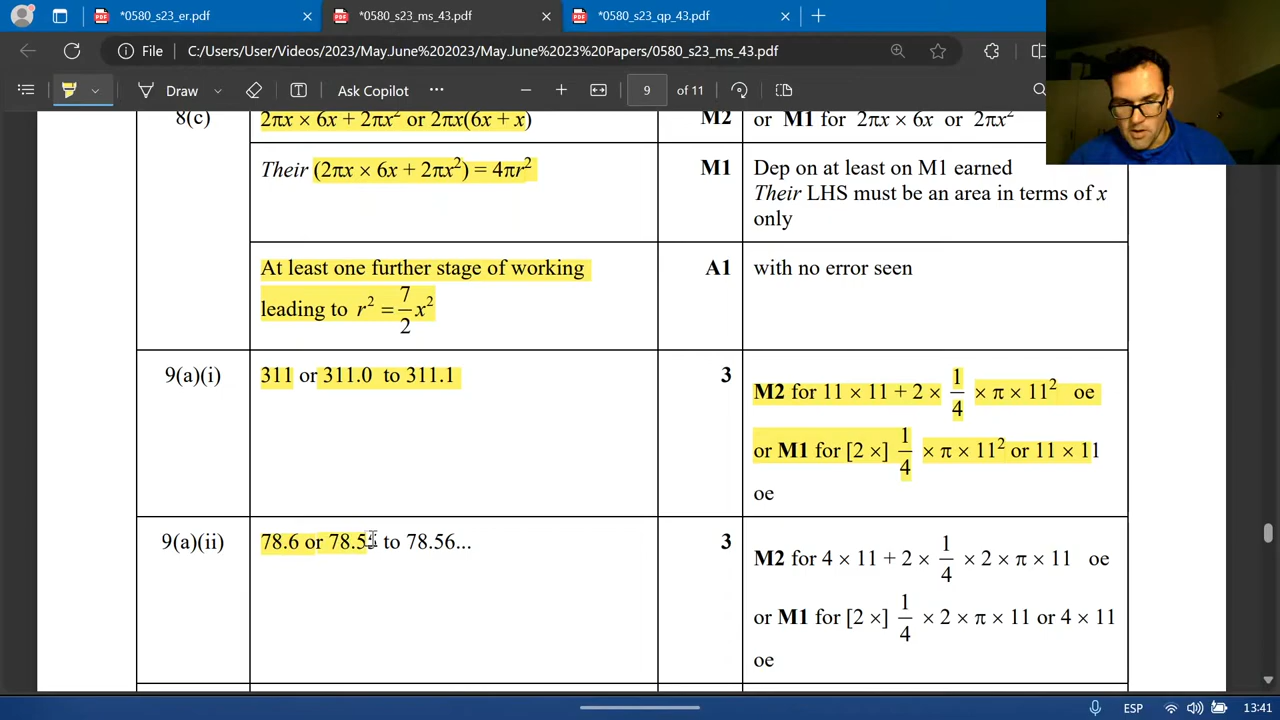 *0580_s23_er.pdf
*0580_s23_ms_43.pdf
*0580_s23_qp_43.pdf
File C:/Users/User/Videos/2023/May.June%202023/May.June%2023%20Papers/0580_s23_ms_43.pdf
Draw Ask Copilot 9 of 11
8(c) 2πx × 6x + 2πx² or 2πx(6x + x) M2 or M1 for 2πx × 6x or 2πx²
Their (2πx × 6x + 2πx²) = 4πr² M1 Dep on at least on M1 earned
Their LHS must be an area in terms of x
only
At least one further stage of working A1 with no error seen
leading to r² = 7/2 x²
9(a)(i) 311 or 311.0 to 311.1 3 M2 for 11 × 11 + 2 × 1/4 × π × 11² oe
or M1 for [2 ×] 1/4 × π × 11² or 11 × 11
oe
9(a)(ii) 78.6 or 78.55 to 78.56... 3 M2 for 4 × 11 + 2 × 1/4 × 2 × π × 11 oe
or M1 for [2 ×] 1/4 × 2 × π × 11 or 4 × 11
oe
ESP 13:41